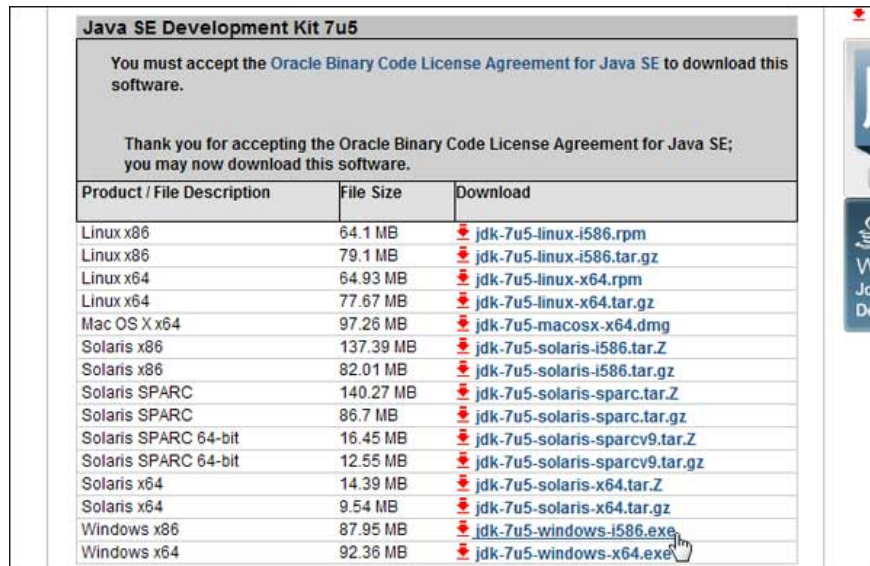 Java SE Development Kit 7u5
You must accept the Oracle Binary Code License Agreement for Java SE to download this
software.
Thank you for accepting the Oracle Binary Code License Agreement for Java SE;
you may now download this software.
Product / File Description File Size Download
Linux x86 64.1 MB jdk-7u5-linux-i586.rpm
Linux x86 79.1 MB jdk-7u5-linux-i586.tar.gz
Linux x64 64.93 MB jdk-7u5-linux-x64.rpm
Linux x64 77.67 MB jdk-7u5-linux-x64.tar.gz
Mac OS X x64 97.26 MB jdk-7u5-macosx-x64.dmg
Solaris x86 137.39 MB jdk-7u5-solaris-i586.tar.Z
Solaris x86 82.01 MB jdk-7u5-solaris-i586.tar.gz
Solaris SPARC 140.27 MB jdk-7u5-solaris-sparc.tar.Z
Solaris SPARC 86.7 MB jdk-7u5-solaris-sparc.tar.gz
Solaris SPARC 64-bit 16.45 MB jdk-7u5-solaris-sparcv9.tar.Z
Solaris SPARC 64-bit 12.55 MB jdk-7u5-solaris-sparcv9.tar.gz
Solaris x64 14.39 MB jdk-7u5-solaris-x64.tar.Z
Solaris x64 9.54 MB jdk-7u5-solaris-x64.tar.gz
Windows x86 87.95 MB jdk-7u5-windows-i586.exe
Windows x64 92.36 MB jdk-7u5-windows-x64.exe